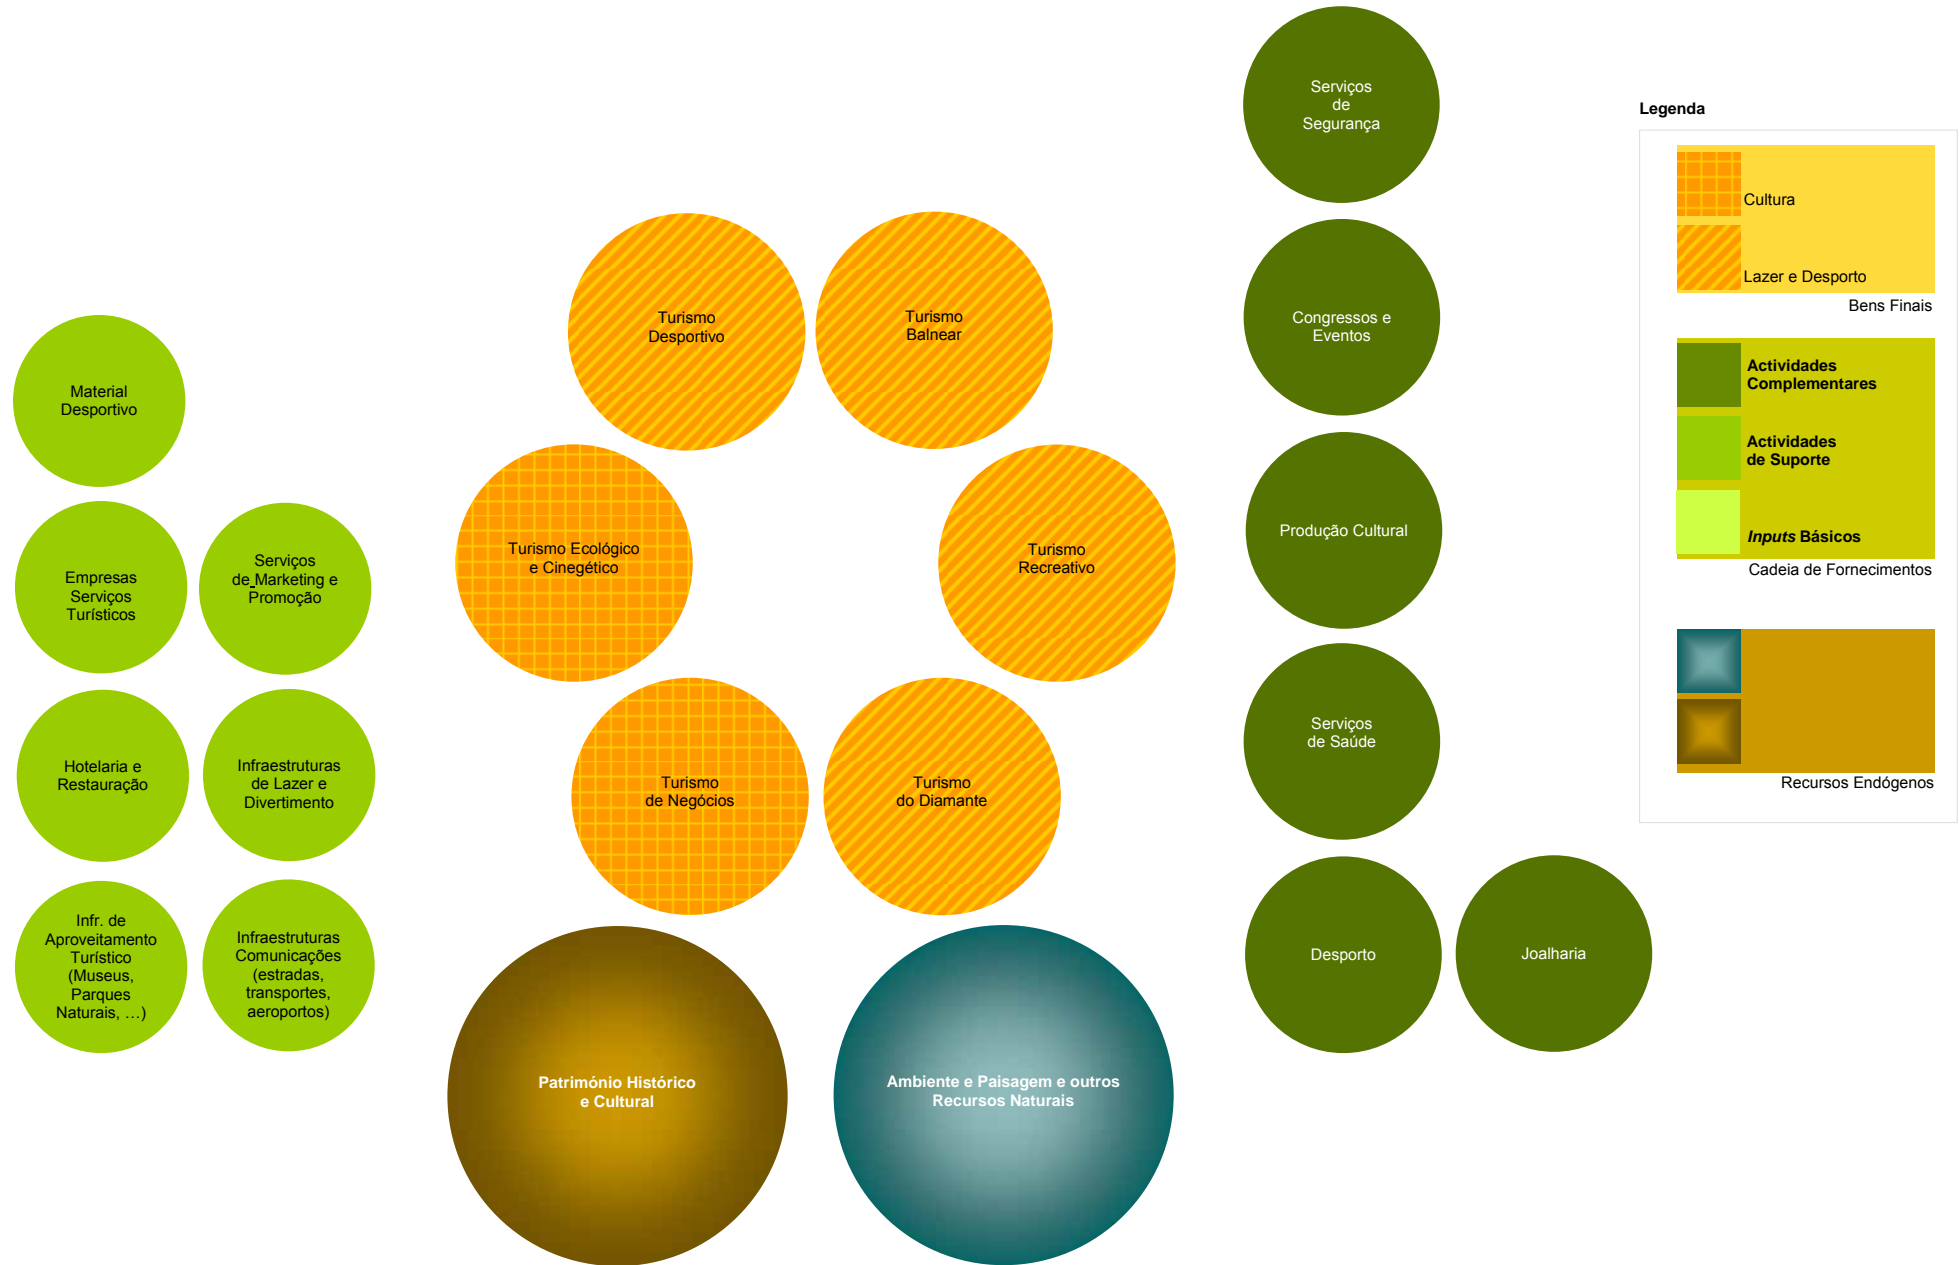 Material
Desportivo
Empresas
Serviços
Turísticos
Serviços
de Marketing e
Promoção
Hotelaria e
Restauração
Infraestruturas
de Lazer e
Divertimento
Infr. de
Aproveitamento
Turístico
(Museus,
Parques
Naturais, …)
Infraestruturas
Comunicações
(estradas,
transportes,
aeroportos)
Turismo
Desportivo
Turismo
Balnear
Turismo Ecológico
e Cinegético
Turismo
Recreativo
Turismo
de Negócios
Turismo
do Diamante
Património Histórico
e Cultural
Ambiente e Paisagem e outros
Recursos Naturais
Serviços
de
Segurança
Congressos e
Eventos
Produção Cultural
Serviços
de Saúde
Desporto
Joalharia
Legenda
Cultura
Lazer e Desporto
Bens Finais
Actividades
Complementares
Actividades
de Suporte
Inputs Básicos
Cadeia de Fornecimentos
Recursos Endógenos